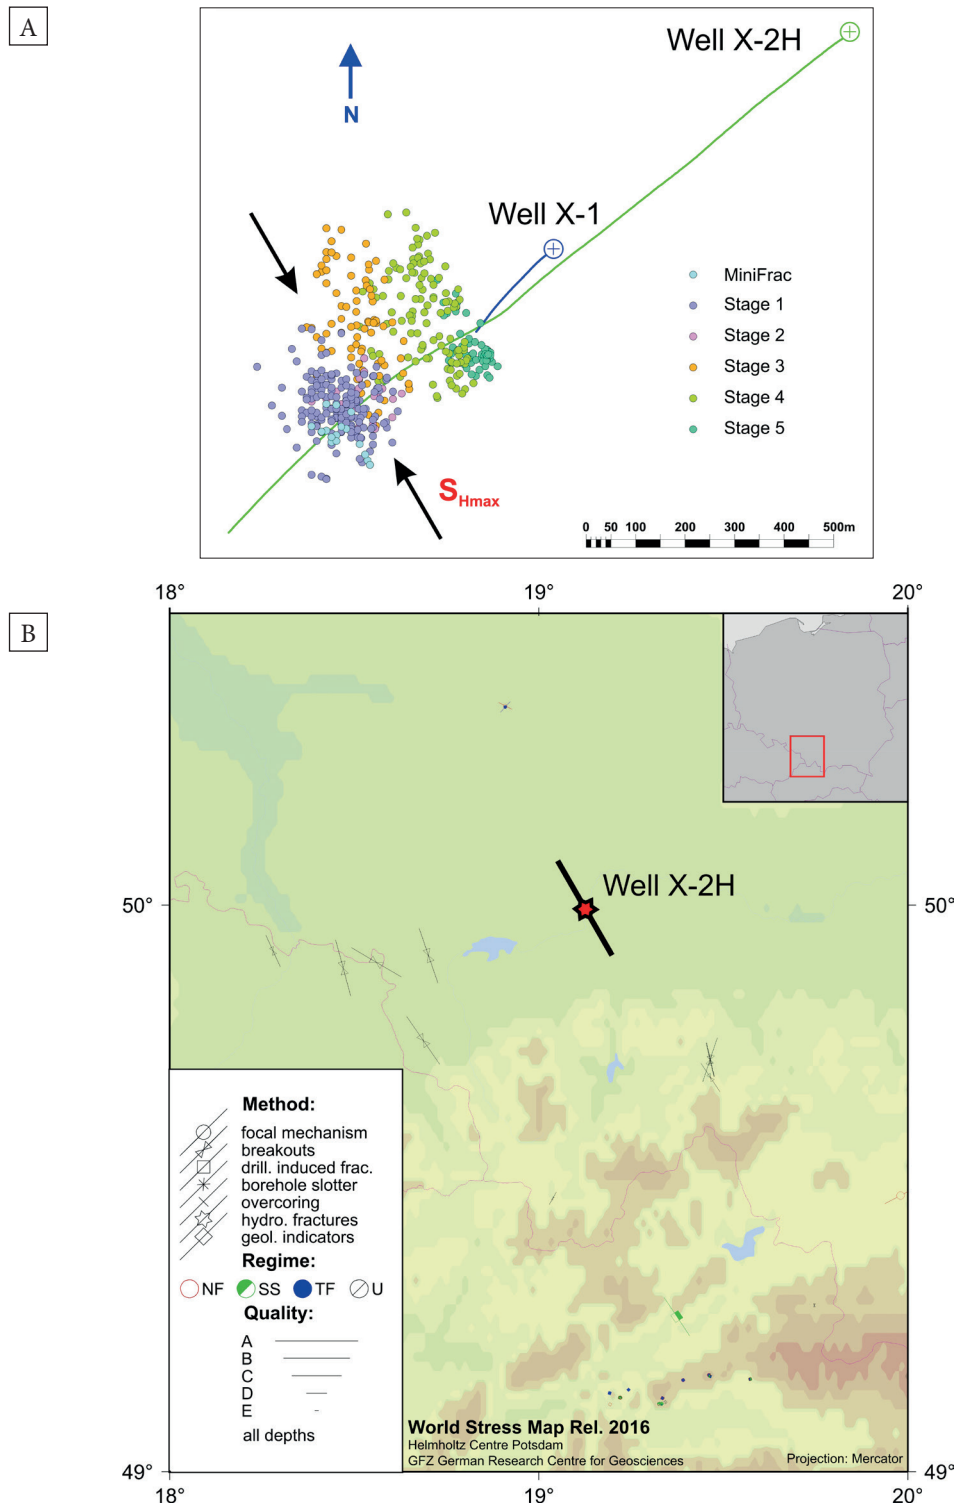 A
Well X-2H
N
Well X-1
MiniFrac
Stage 1
Stage 2
Stage 3
Stage 4
Stage 5
SHmax
0 50 100 200 300 400 500m
B
18° 19° 20°
Well X-2H
50° 50°
Method:
focal mechanism
breakouts
drill. induced frac.
borehole slotter
overcoring
hydro. fractures
geol. indicators
Regime:
NF SS TF U
Quality:
A
B
C
D
E
all depths
World Stress Map Rel. 2016
Helmholtz Centre Potsdam
GFZ German Research Centre for Geosciences
Projection: Mercator
49° 49°
18° 19° 20°